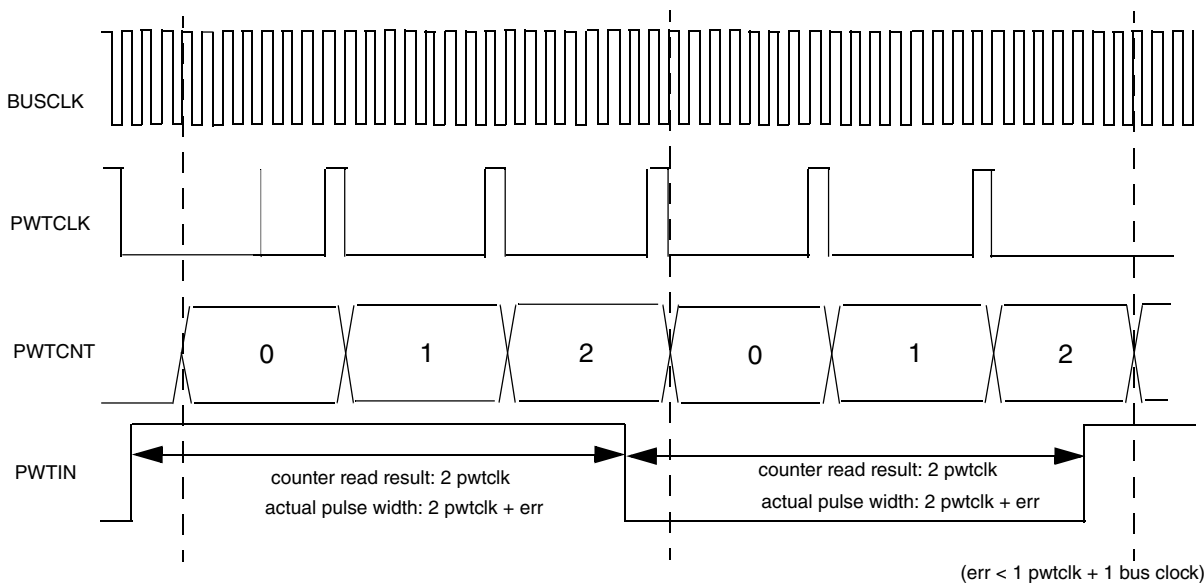 BUSCLK
PWTCLK
PWTCNT
0 1 2 0 1 2
PWTIN
counter read result: 2 pwtclk
actual pulse width: 2 pwtclk + err
counter read result: 2 pwtclk
actual pulse width: 2 pwtclk + err
(err < 1 pwtclk + 1 bus clock)